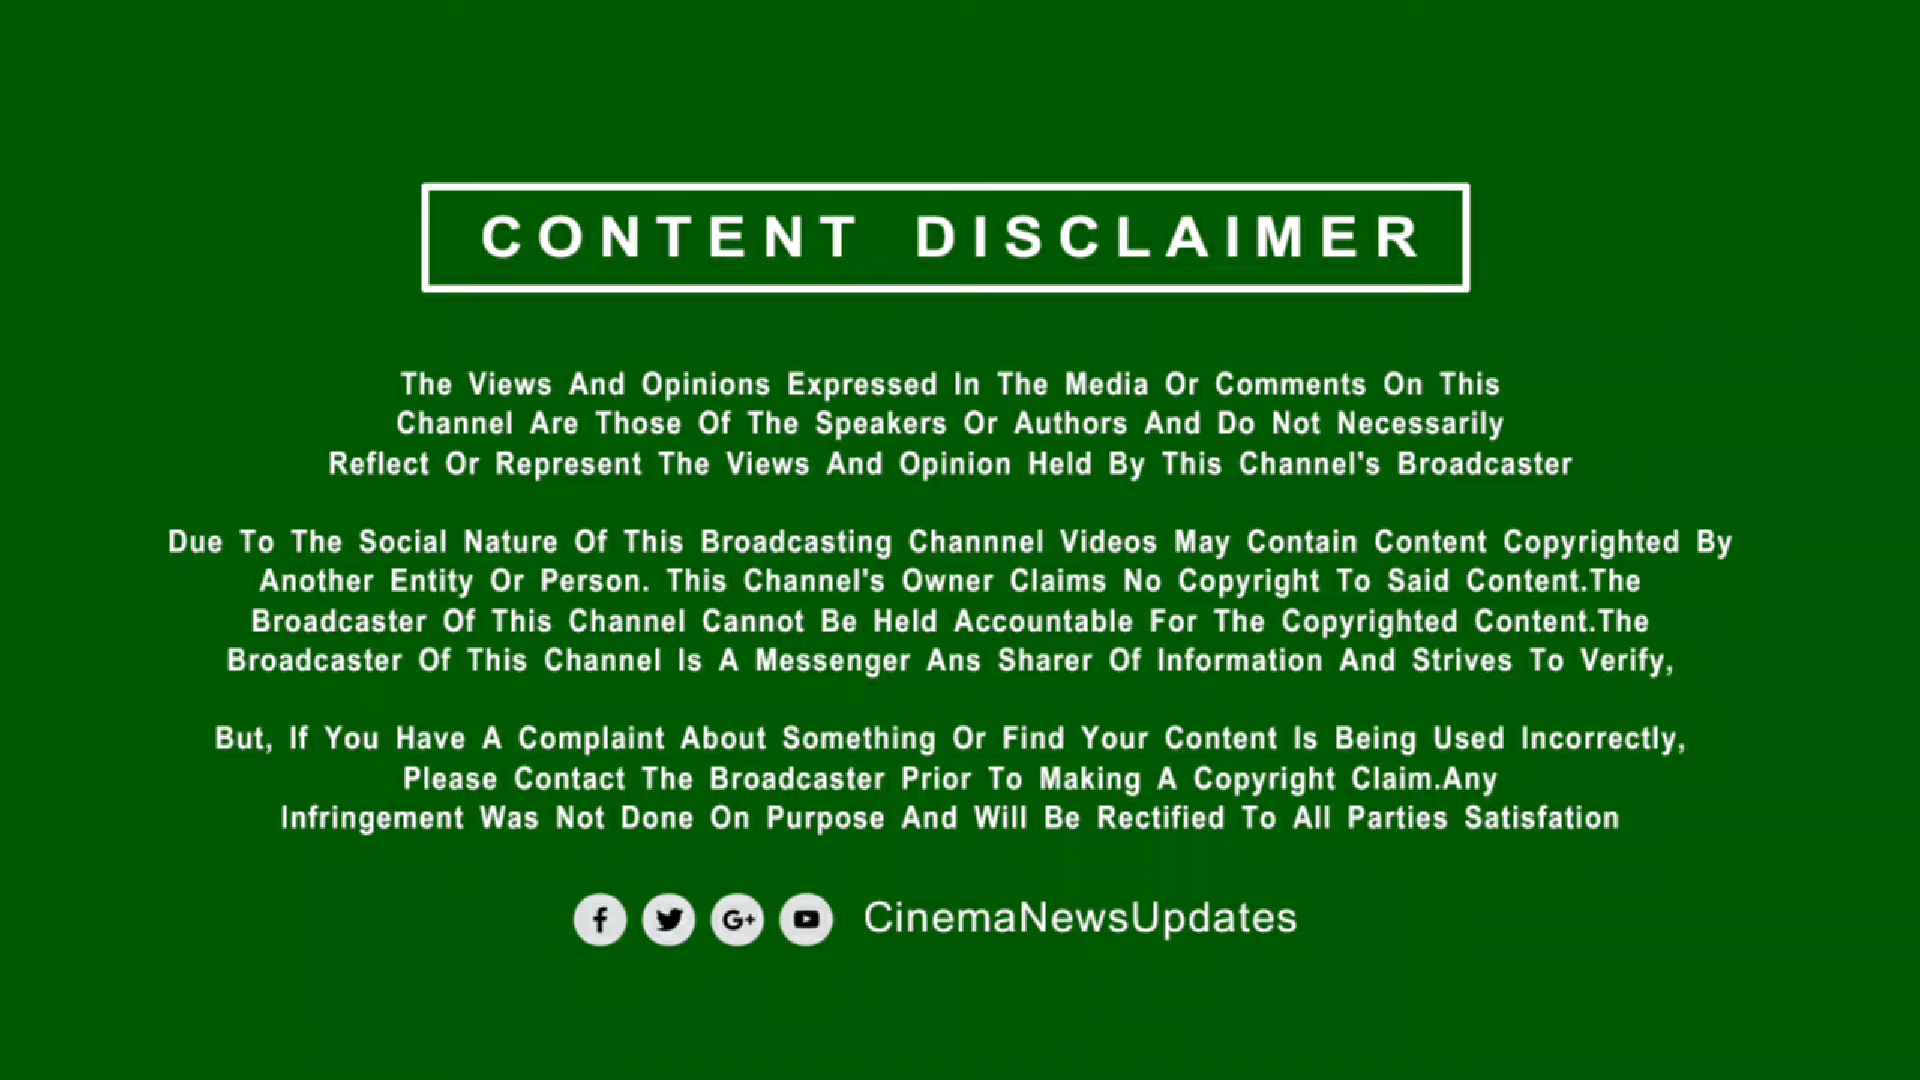 CONTENT DISCLAIMER
The Views And Opinions Expressed In The Media Or Comments On This
Channel Are Those Of The Speakers Or Authors And Do Not Necessarily
Reflect Or Represent The Views And Opinion Held By This Channel's Broadcaster
Due To The Social Nature Of This Broadcasting Channnel Videos May Contain Content Copyrighted By
Another Entity Or Person. This Channel's Owner Claims No Copyright To Said Content.The
Broadcaster Of This Channel Cannot Be Held Accountable For The Copyrighted Content.The
Broadcaster Of This Channel Is A Messenger Ans Sharer Of Information And Strives To Verify,
But, If You Have A Complaint About Something Or Find Your Content Is Being Used Incorrectly,
Please Contact The Broadcaster Prior To Making A Copyright Claim.Any
Infringement Was Not Done On Purpose And Will Be Rectified To All Parties Satisfation
f G+ CinemaNewsUpdates